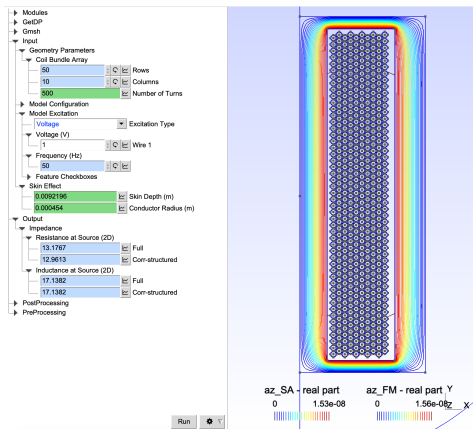 Modules
GetDP
Gmsh
Input
Geometry Parameters
Coil Bundle Array
50 Rows
10 Columns
500 Number of Turns
Model Configuration
Model Excitation
Voltage Excitation Type
Voltage (V)
1 Wire 1
Frequency (Hz)
50
Feature Checkboxes
Skin Effect
0.0092196 Skin Depth (m)
0.000454 Conductor Radius (m)
Output
Impedance
Resistance at Source (2D)
13.1767 Full
12.9613 Corr-structured
Inductance at Source (2D)
17.1382 Full
17.1382 Corr-structured
PostProcessing
PreProcessing
Run
az_SA - real part
0 1.53e-08
az_FM - real part
0 1.56e-08
Y
Z X